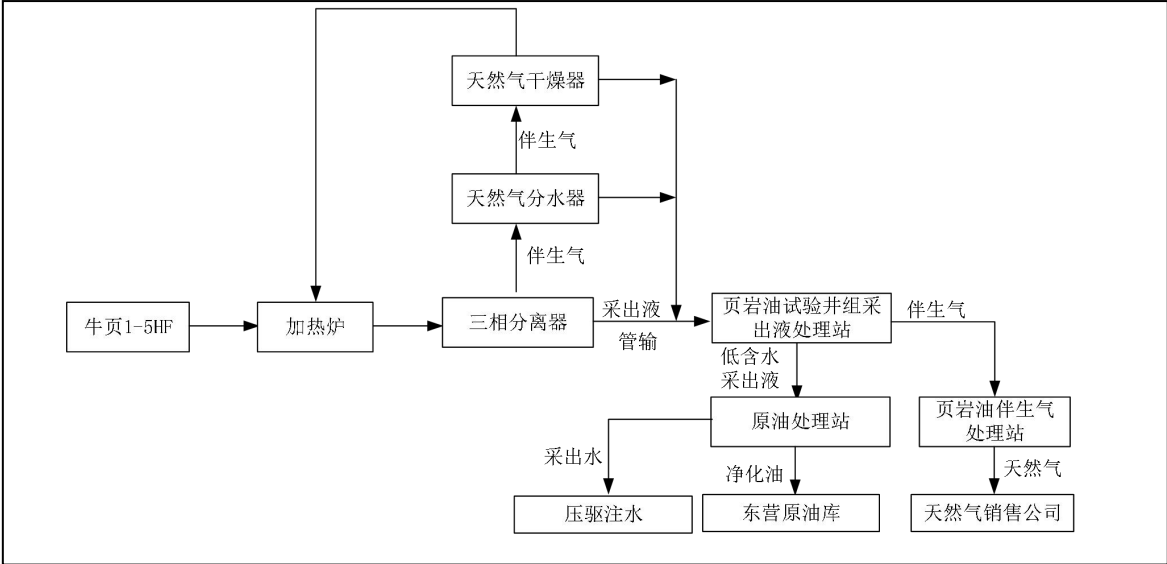 天然气干燥器
伴生气
天然气分水器
伴生气
牛页1-5HF
加热炉
三相分离器
采出液
管输
页岩油试验井组采
出液处理站
伴生气
低含水
采出液
原油处理站
页岩油伴生气
处理站
采出水
净化油
天然气
压驱注水
东营原油库
天然气销售公司